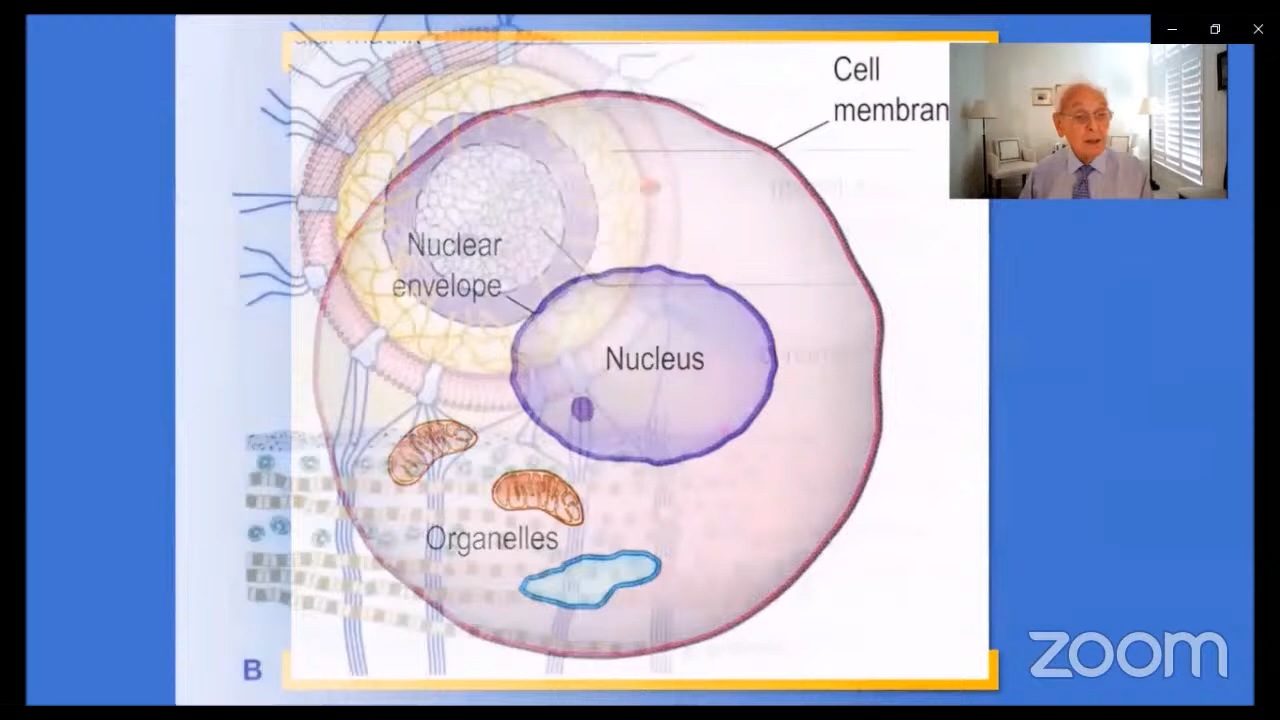 Cell
membran
Nuclear
envelope
Nucleus
Organelles
B
zoom